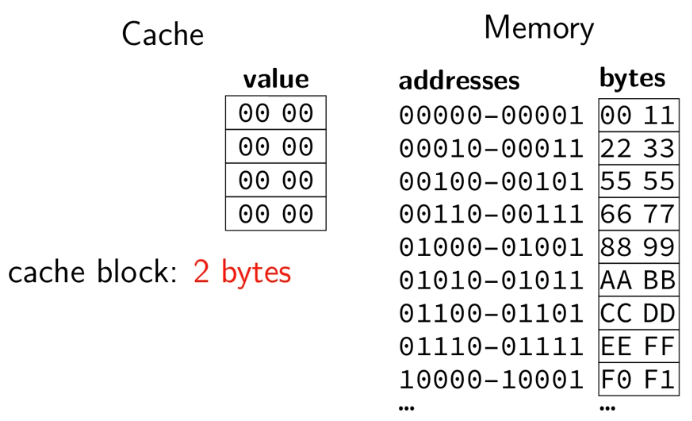 Cache
value
00 00
00 00
00 00
00 00
cache block: 2 bytes
Memory
addresses bytes
00000-00001 00 11
00010-00011 22 33
00100-00101 55 55
00110-00111 66 77
01000-01001 88 99
01010-01011 AA BB
01100-01101 CC DD
01110-01111 EE FF
10000-10001 F0 F1
… …